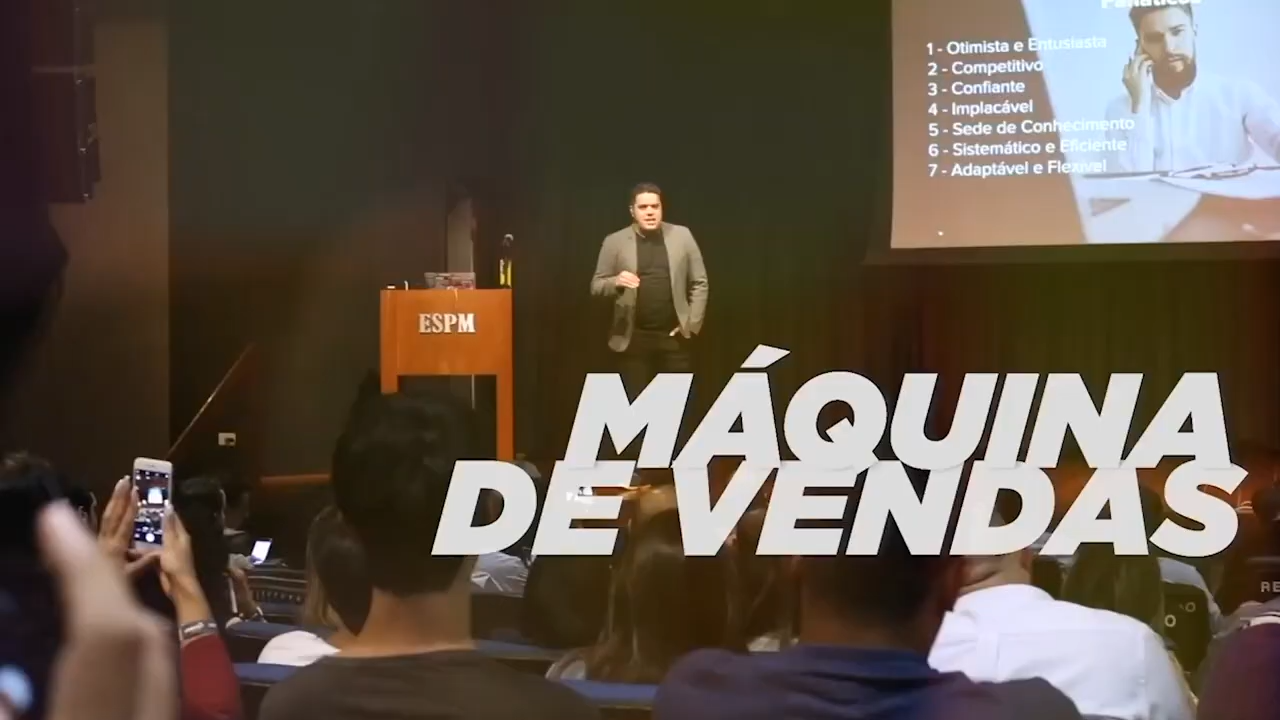 Fanáticos
1 - Otimista e Entusiasta
2 - Competitivo
3 - Confiante
4 - Implacável
5 - Sede de Conhecimento
6 - Sistemático e Eficiente
7 - Adaptável e Flexível
ESPM
MÁQUINA
DE VENDAS